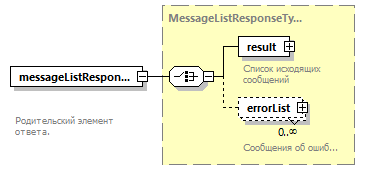 MessageListResponseTy...
messageListRespon...
Родительский элемент
ответа.
result
Список исходящих
сообщений
errorList
0..∞
Сообщения об ошиб...